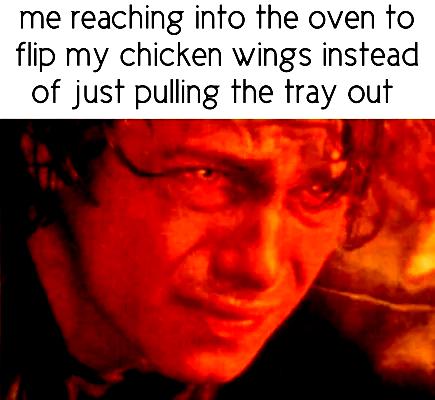 me reaching into the oven to
flip my chicken wings instead
of just pulling the tray out